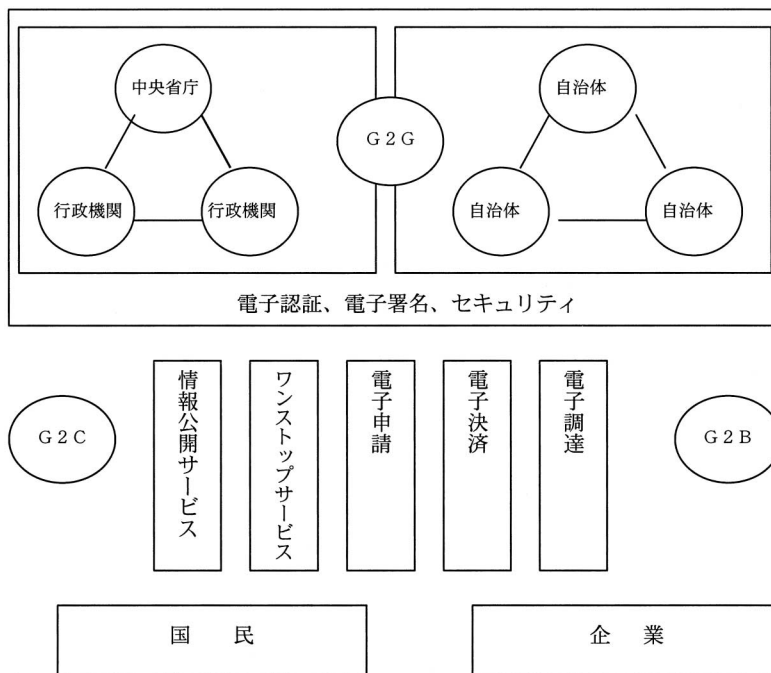 中央省庁
自治体
G2G
行政機関
行政機関
自治体
自治体
電子認証、電子署名、セキュリティ
情報公開サービス
ワンストップサービス
電子申請
電子決済
電子調達
G2C
G2B
国　民
企　業